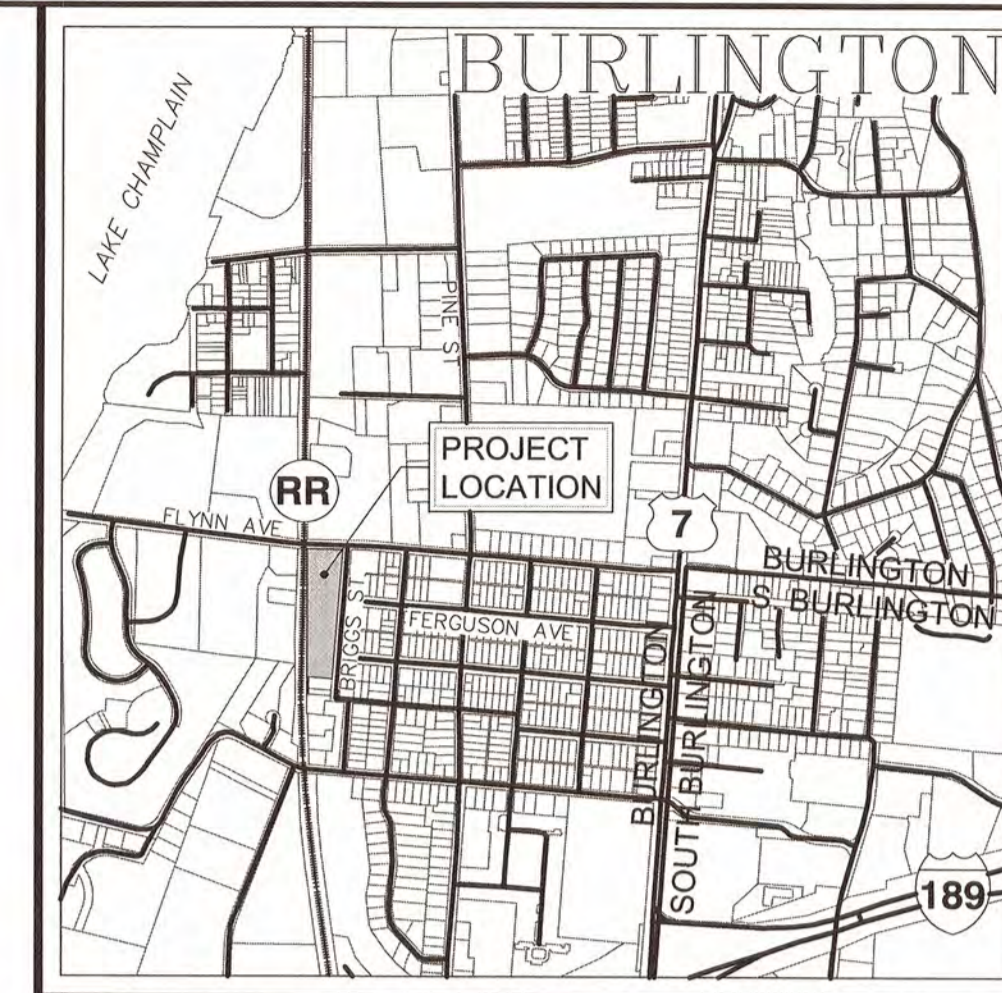 BURLINGTON
LAKE CHAMPLAIN
PINE ST
PROJECT
LOCATION
RR
7
FLYNN AVE
BURLINGTON
S. BURLINGTON
BRIGGS ST
FERGUSON AVE
BURLINGTON
SOUTH BURLINGTON
189